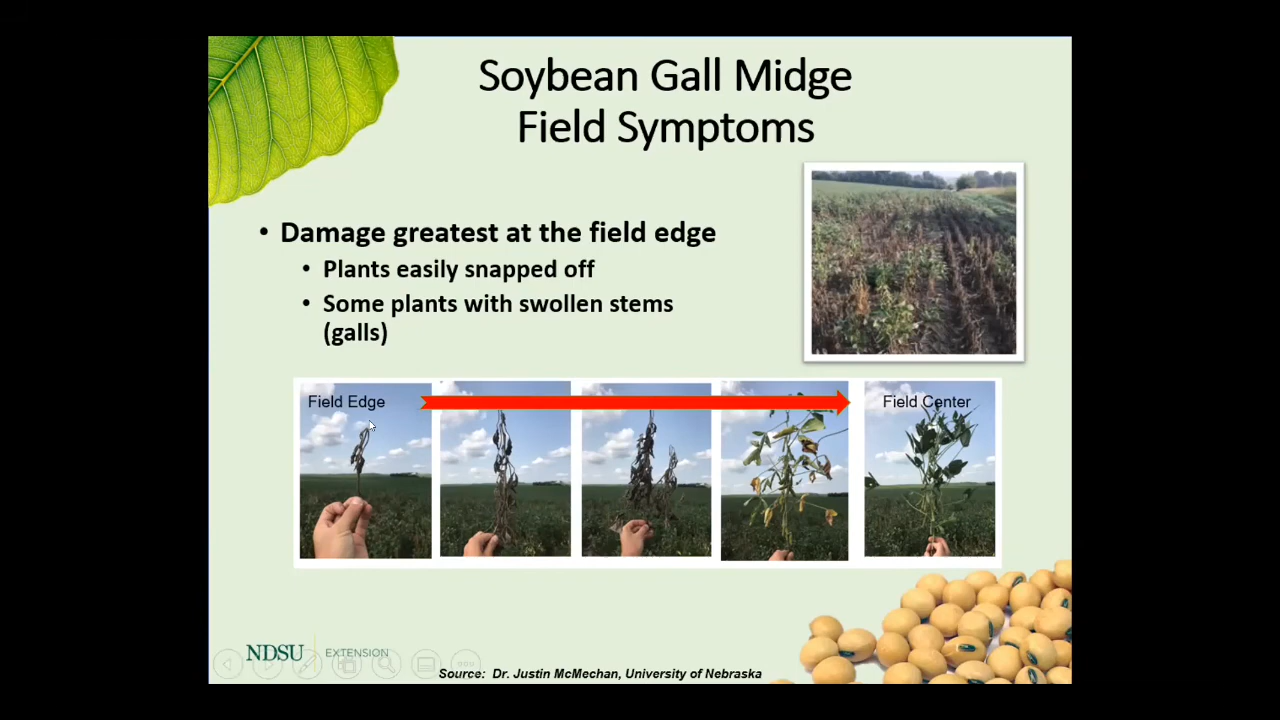 Soybean Gall Midge
Field Symptoms
• Damage greatest at the field edge
• Plants easily snapped off
• Some plants with swollen stems
(galls)
Field Edge
Field Center
NDSU EXTENSION
Source: Dr. Justin McMechan, University of Nebraska